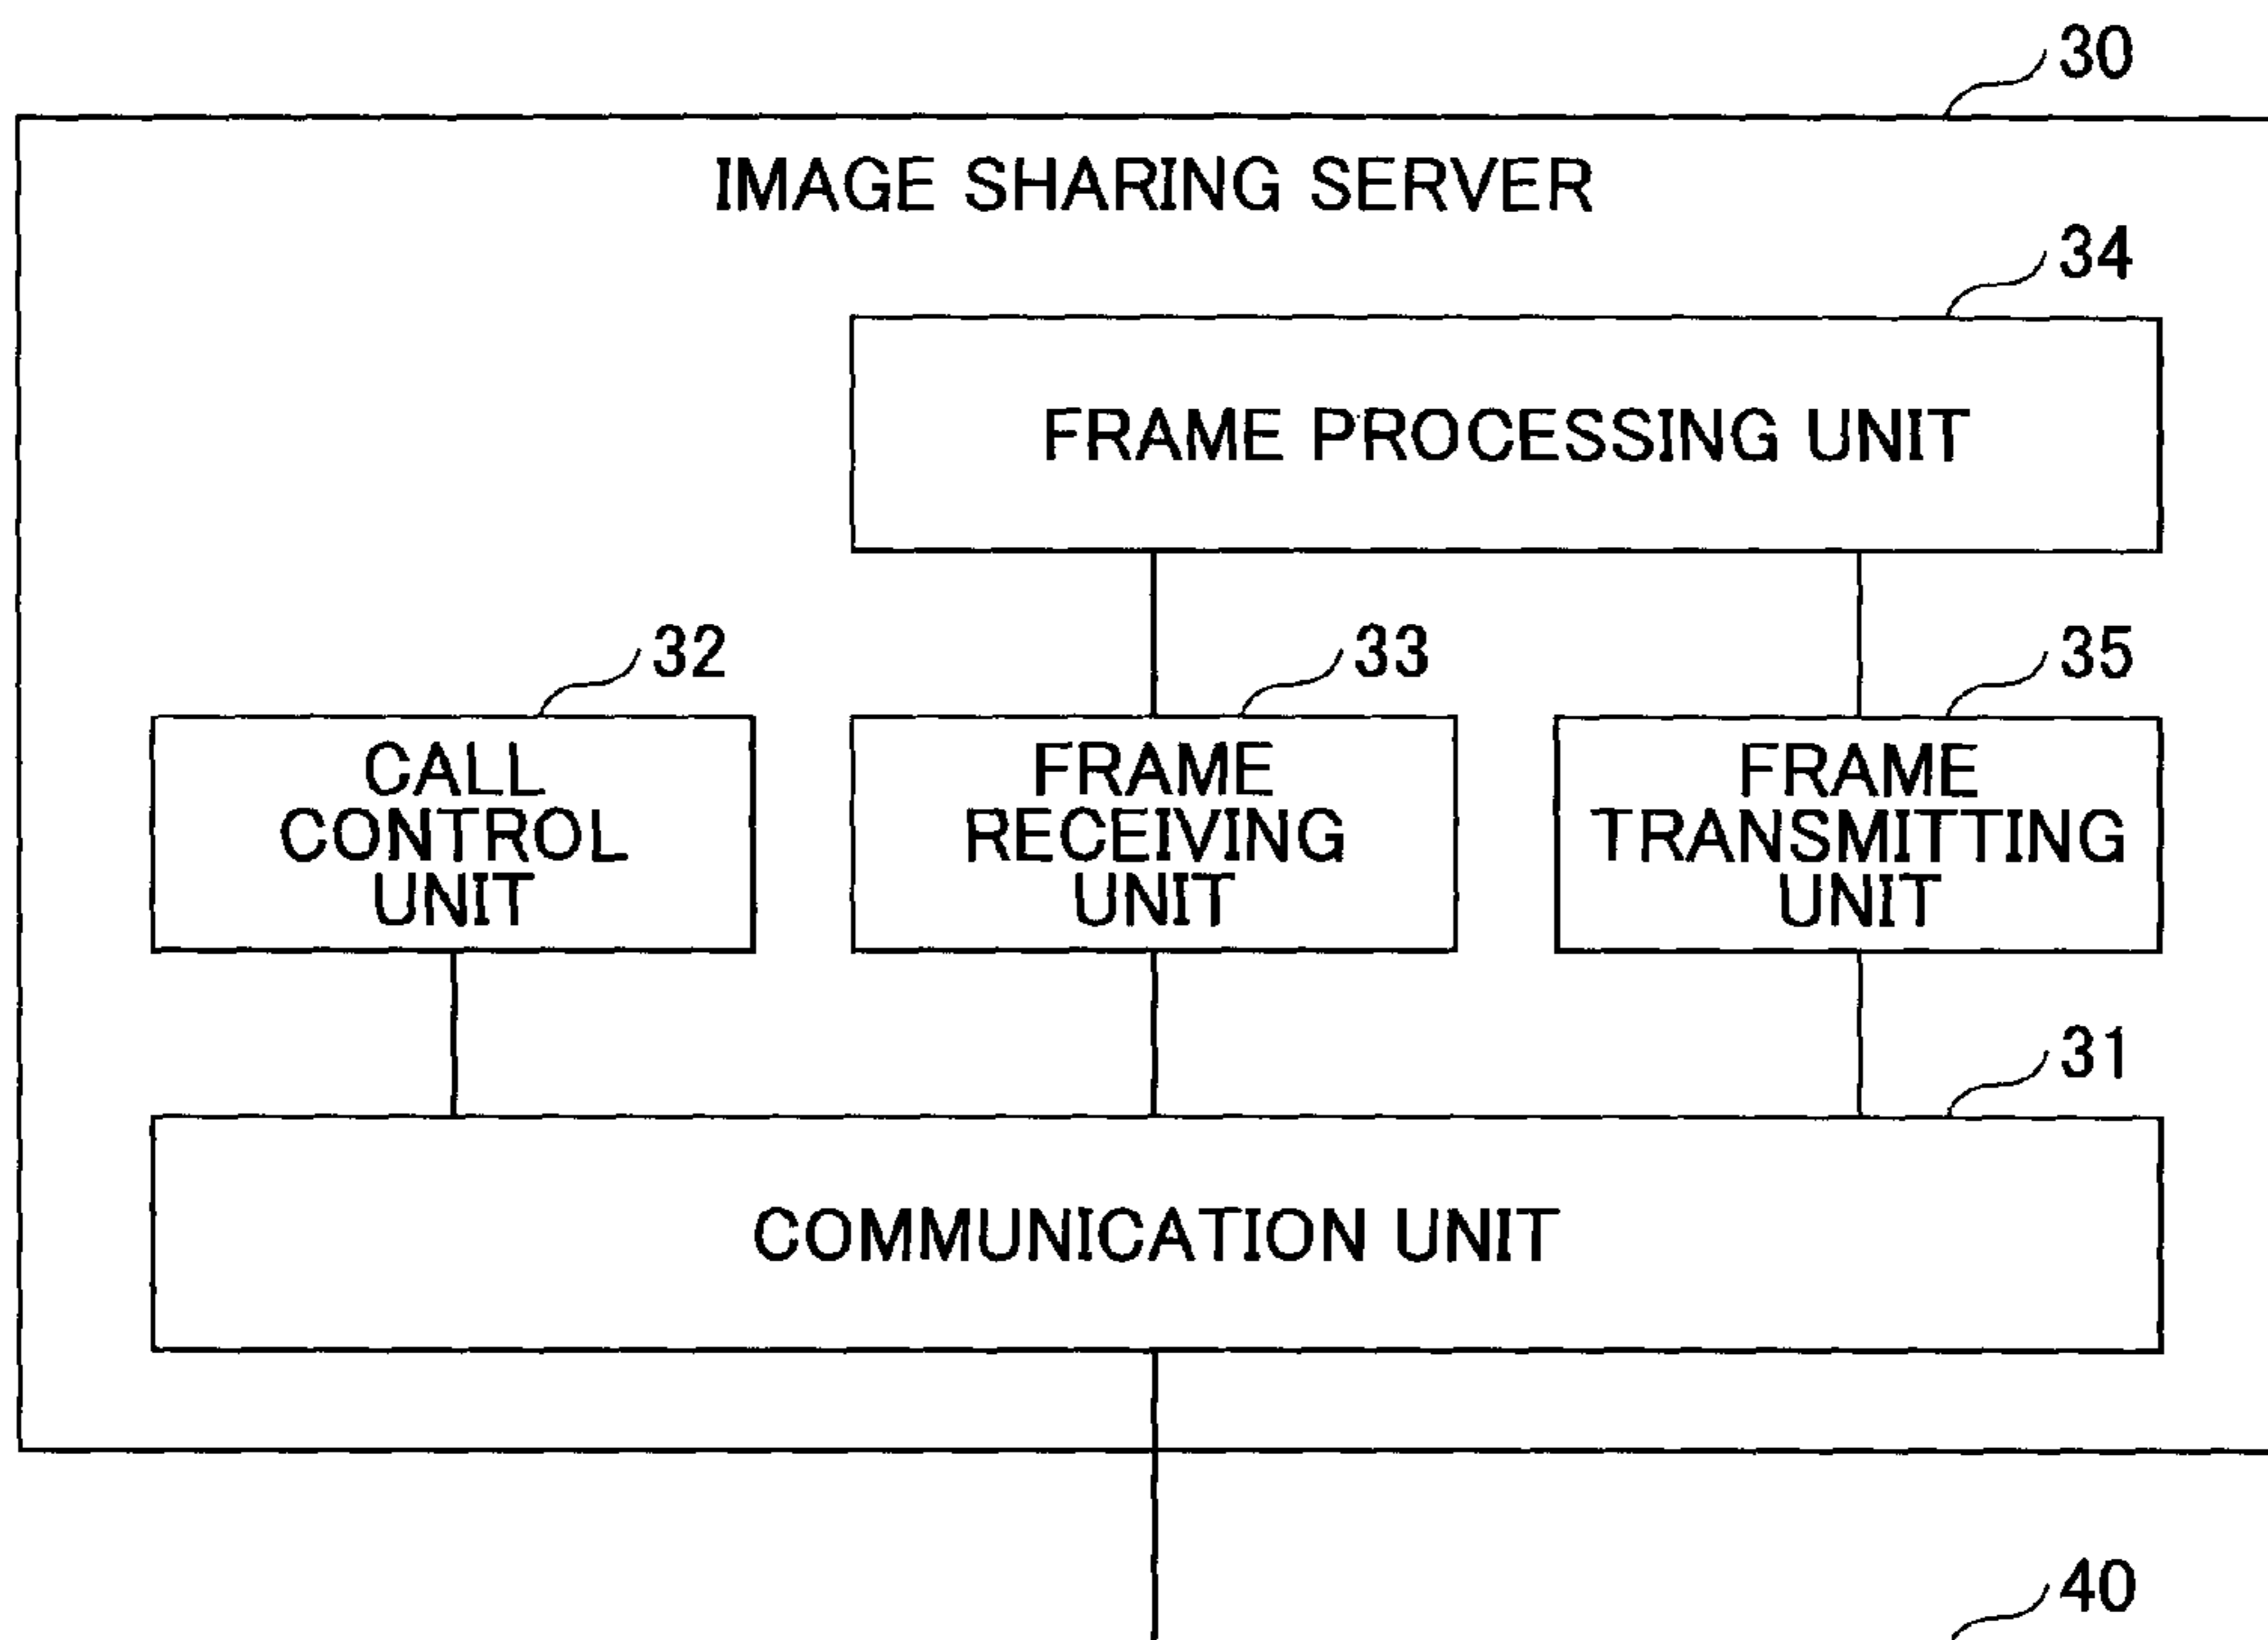 30
IMAGE SHARING SERVER
34
FRAME PROCESSING UNIT
32
33
35
CALL
CONTROL
UNIT
FRAME
RECEIVING
UNIT
FRAME
TRANSMITTING
UNIT
31
COMMUNICATION UNIT
40